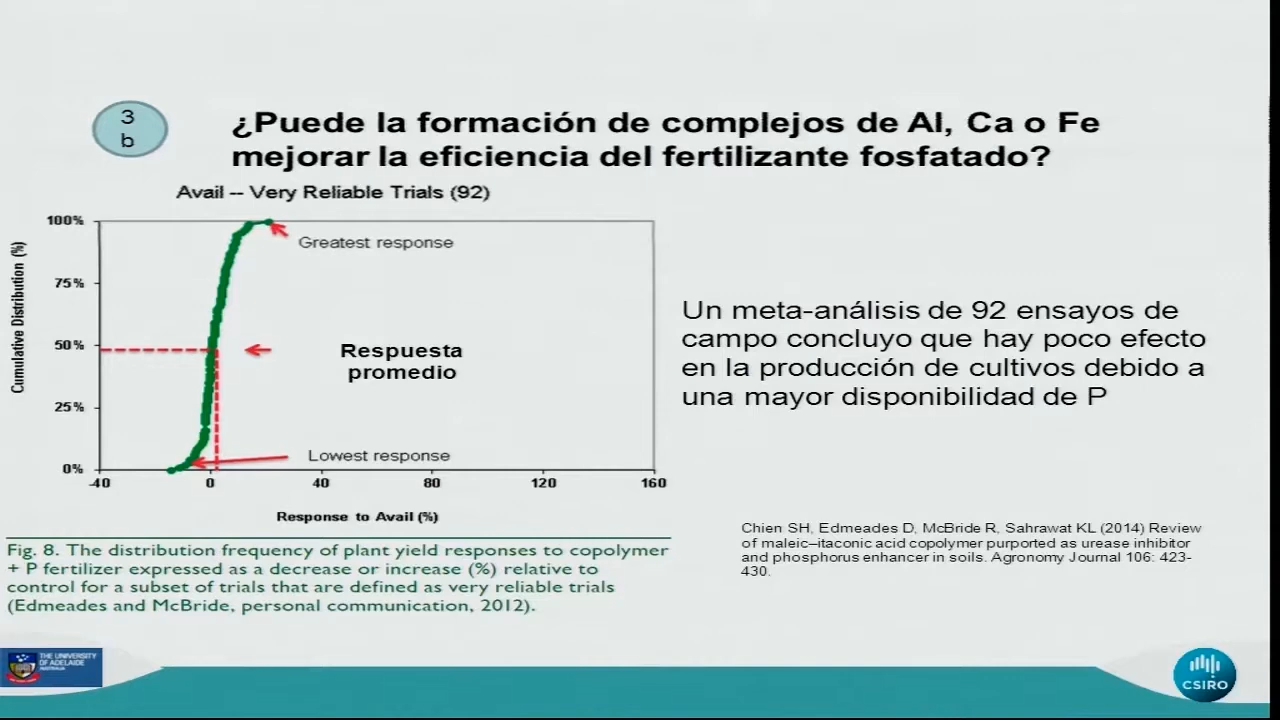 3
b
¿Puede la formación de complejos de Al, Ca o Fe
mejorar la eficiencia del fertilizante fosfatado?
Avail -- Very Reliable Trials (92)
100%
75%
50%
25%
0%
Cumulative Distribution (%)
Greatest response
Respuesta
promedio
Lowest response
-40
0
40
80
120
160
Response to Avail (%)
Un meta-análisis de 92 ensayos de
campo concluyo que hay poco efecto
en la producción de cultivos debido a
una mayor disponibilidad de P
Chien SH, Edmeades D, McBride R, Sahrawat KL (2014) Review
of maleic–itaconic acid copolymer purported as urease inhibitor
and phosphorus enhancer in soils. Agronomy Journal 106: 423-
430.
Fig. 8. The distribution frequency of plant yield responses to copolymer
+ P fertilizer expressed as a decrease or increase (%) relative to
control for a subset of trials that are defined as very reliable trials
(Edmeades and McBride, personal communication, 2012).
THE UNIVERSITY
OF ADELAIDE
AUSTRALIA
CSIRO